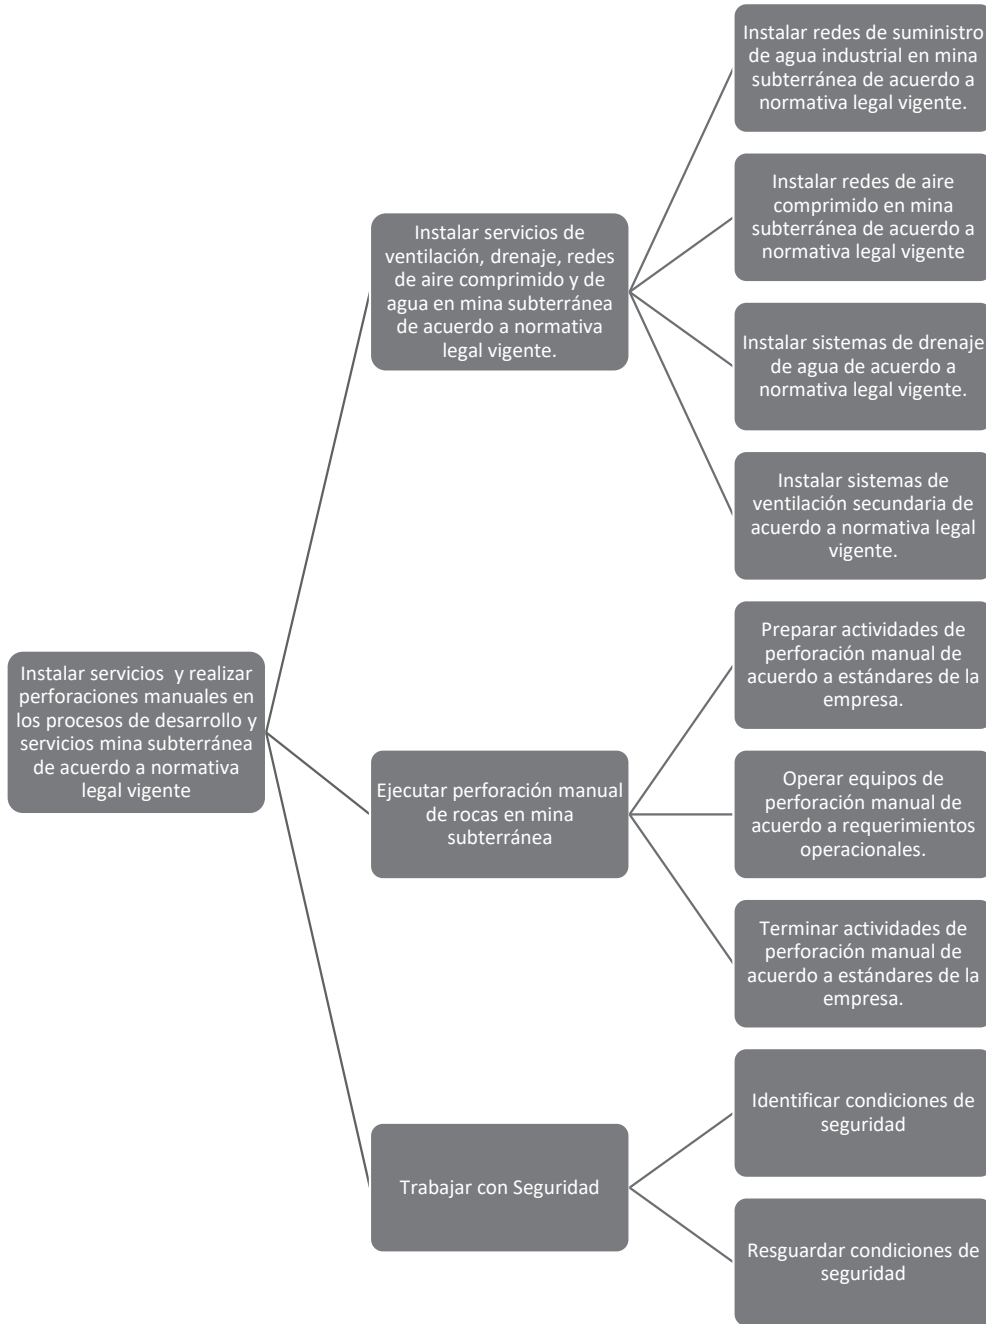 Instalar redes de suministro
de agua industrial en mina
subterránea de acuerdo a
normativa legal vigente.
Instalar redes de aire
comprimido en mina
subterránea de acuerdo a
normativa legal vigente
Instalar servicios de
ventilación, drenaje, redes
de aire comprimido y de
agua en mina subterránea
de acuerdo a normativa
legal vigente.
Instalar sistemas de drenaje
de agua de acuerdo a
normativa legal vigente.
Instalar sistemas de
ventilación secundaria de
acuerdo a normativa legal
vigente.
Instalar servicios  y realizar
perforaciones manuales en
los procesos de desarrollo y
servicios mina subterránea
de acuerdo a normativa
legal vigente
Preparar actividades de
perforación manual de
acuerdo a estándares de la
empresa.
Ejecutar perforación manual
de rocas en mina
subterránea
Operar equipos de
perforación manual de
acuerdo a requerimientos
operacionales.
Terminar actividades de
perforación manual de
acuerdo a estándares de la
empresa.
Trabajar con Seguridad
Identificar condiciones de
seguridad
Resguardar condiciones de
seguridad